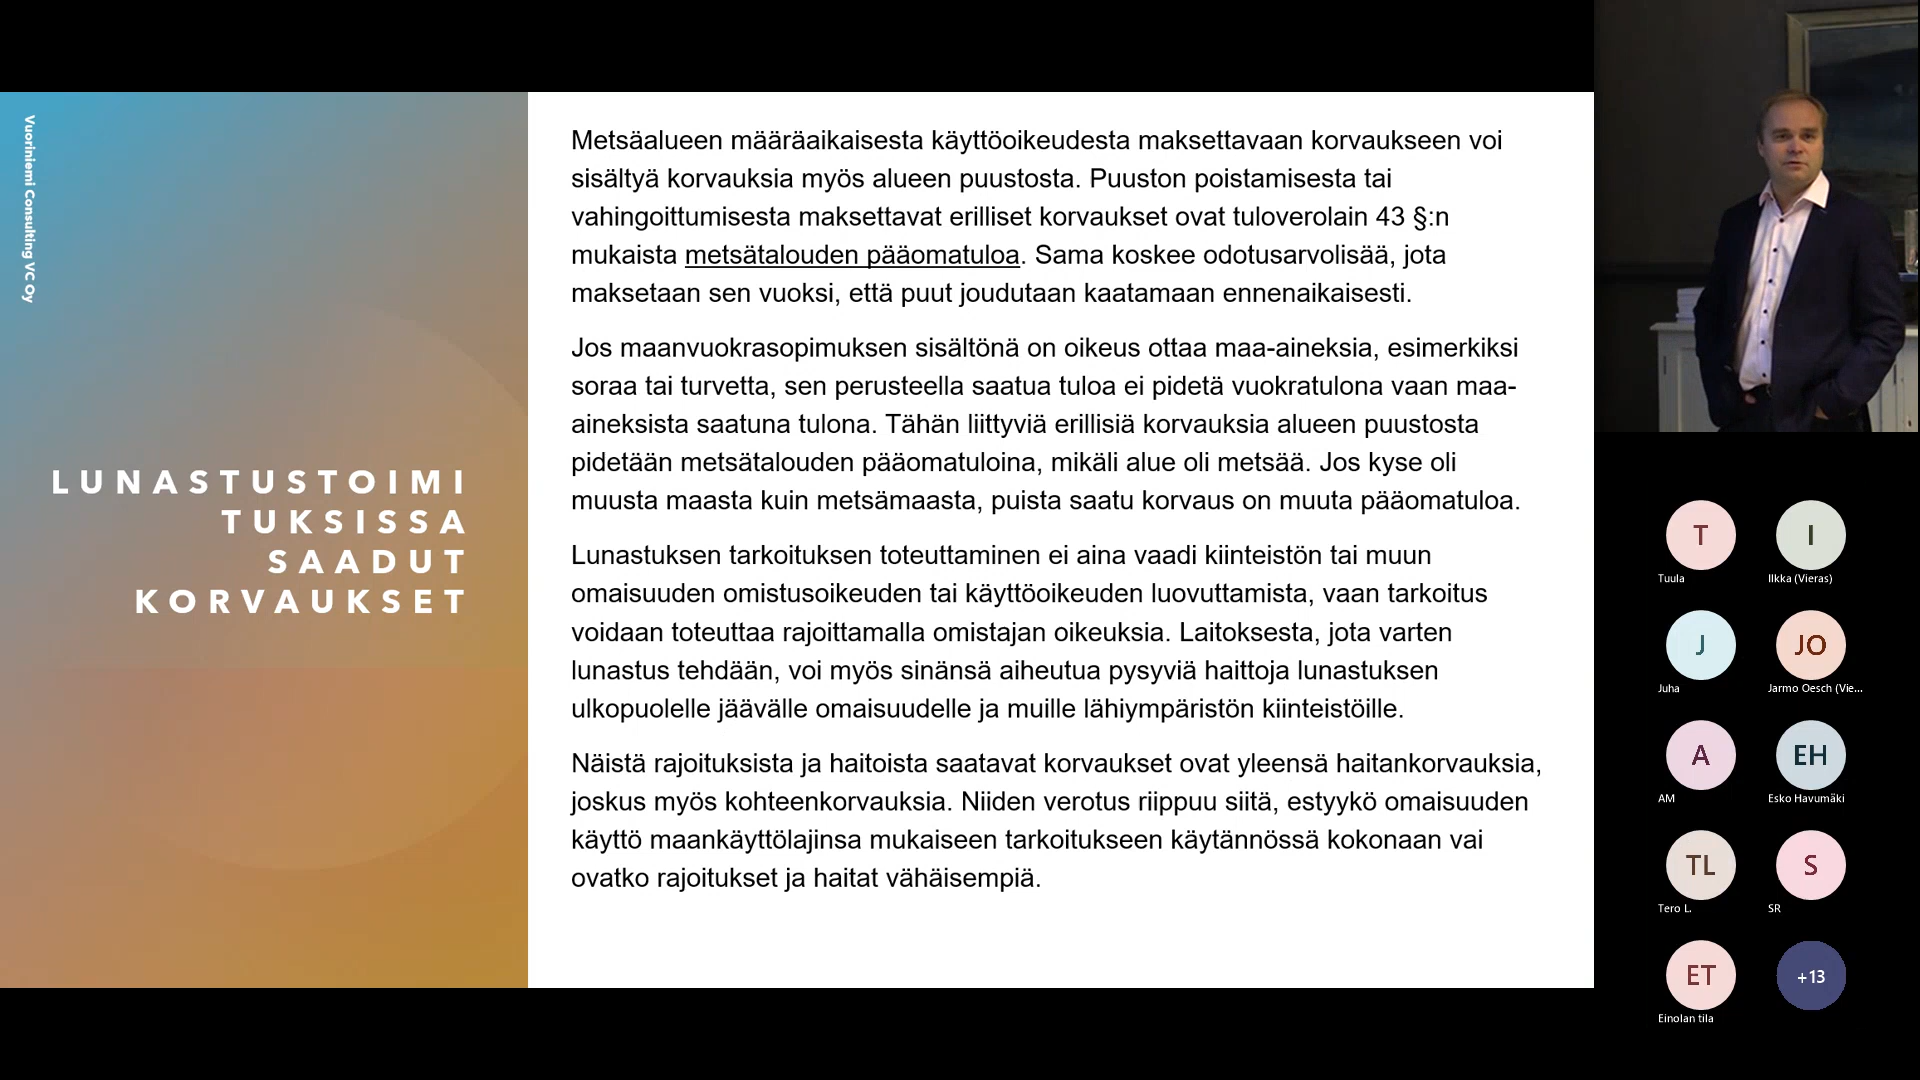 Vuoriniemi Consulting VC Oy
LUNASTUSTOIMI
TUKSISSA
SAADUT
KORVAUKSET
Metsäalueen määräaikaisesta käyttöoikeudesta maksettavaan korvaukseen voi
sisältyä korvauksia myös alueen puustosta. Puuston poistamisesta tai
vahingoittumisesta maksettavat erilliset korvaukset ovat tuloverolain 43 §:n
mukaista metsätalouden pääomatuloa. Sama koskee odotusarvolisää, jota
maksetaan sen vuoksi, että puut joudutaan kaatamaan ennenaikaisesti.
Jos maanvuokrasopimuksen sisältönä on oikeus ottaa maa-aineksia, esimerkiksi
soraa tai turvetta, sen perusteella saatua tuloa ei pidetä vuokratulona vaan maa-
aineksista saatuna tulona. Tähän liittyviä erillisiä korvauksia alueen puustosta
pidetään metsätalouden pääomatuloina, mikäli alue oli metsää. Jos kyse oli
muusta maasta kuin metsämaasta, puista saatu korvaus on muuta pääomatuloa.
Lunastuksen tarkoituksen toteuttaminen ei aina vaadi kiinteistön tai muun
omaisuuden omistusoikeuden tai käyttöoikeuden luovuttamista, vaan tarkoitus
voidaan toteuttaa rajoittamalla omistajan oikeuksia. Laitoksesta, jota varten
lunastus tehdään, voi myös sinänsä aiheutua pysyviä haittoja lunastuksen
ulkopuolelle jäävälle omaisuudelle ja muille lähiympäristön kiinteistöille.
Näistä rajoituksista ja haitoista saatavat korvaukset ovat yleensä haitankorvauksia,
joskus myös kohteenkorvauksia. Niiden verotus riippuu siitä, estyykö omaisuuden
käyttö maankäyttölajinsa mukaiseen tarkoitukseen käytännössä kokonaan vai
ovatko rajoitukset ja haitat vähäisempiä.
T
Tuula
I
Ilkka (Vieras)
J
Juha
JO
Jarmo Oesch (Vie...
A
AM
EH
Esko Havumäki
TL
Tero L.
S
SR
ET
Einolan tila
+13